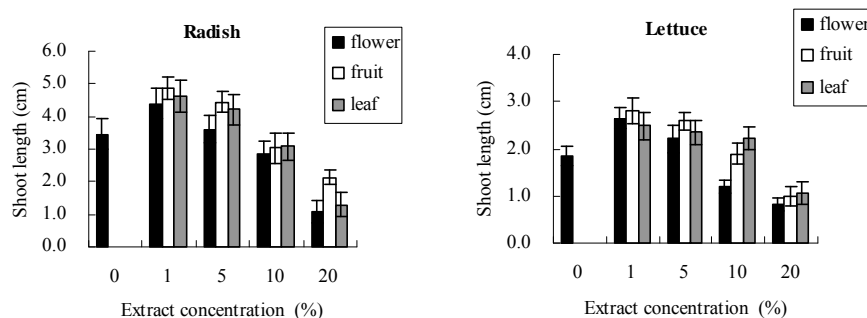 Radish
flower
fruit
leaf
Shoot length (cm)
6.0
5.0
4.0
3.0
2.0
1.0
0.0
0 1 5 10 20
Extract concentration (%)
Lettuce
flower
fruit
leaf
Shoot length (cm)
4.0
3.0
2.0
1.0
0.0
0 1 5 10 20
Extract concentration (%)